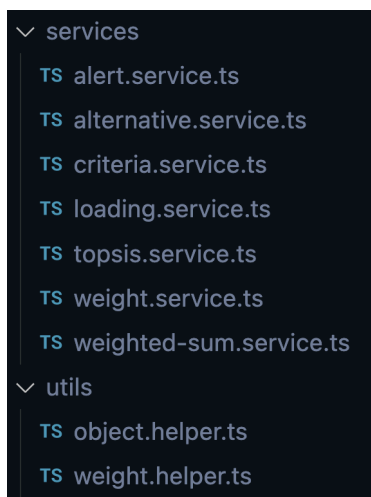 services
TS alert.service.ts
TS alternative.service.ts
TS criteria.service.ts
TS loading.service.ts
TS topsis.service.ts
TS weight.service.ts
TS weighted-sum.service.ts
utils
TS object.helper.ts
TS weight.helper.ts